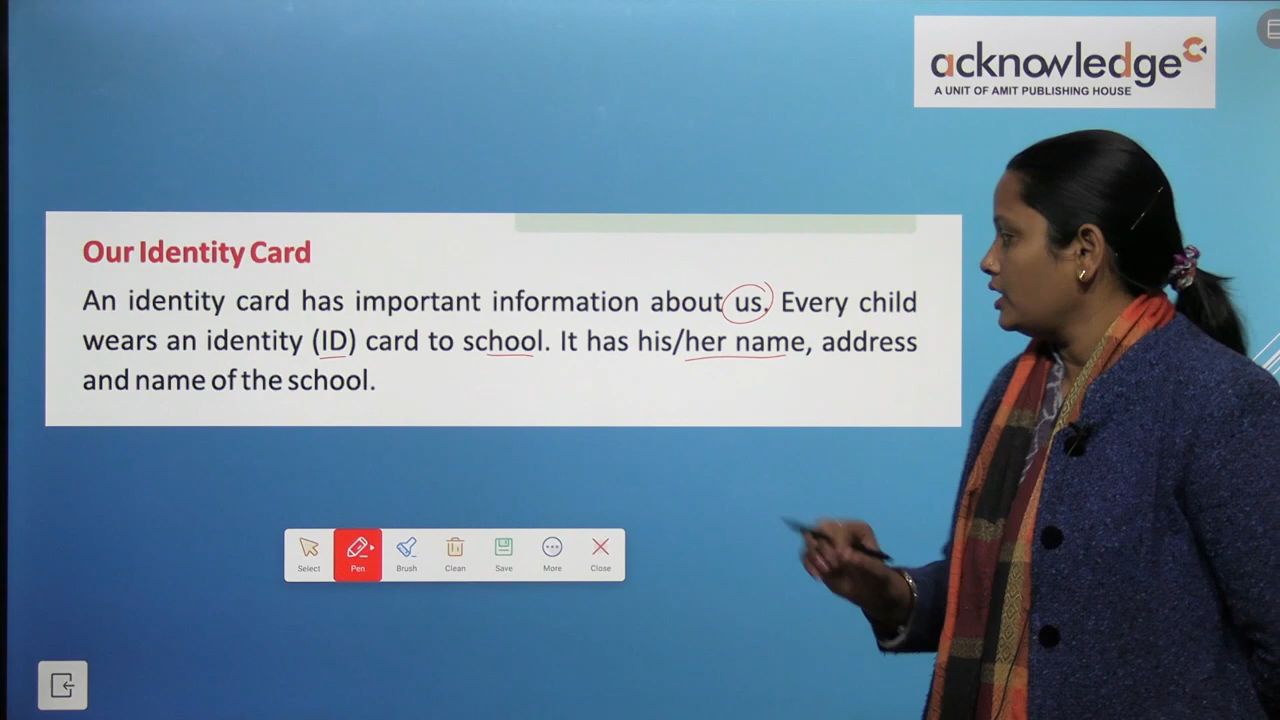 acknowledge
A UNIT OF AMIT PUBLISHING HOUSE
Our Identity Card
An identity card has important information about us. Every child
wears an identity (ID) card to school. It has his/her name, address
and name of the school.
Select
Pen
Brush
Clean
Save
More
Close